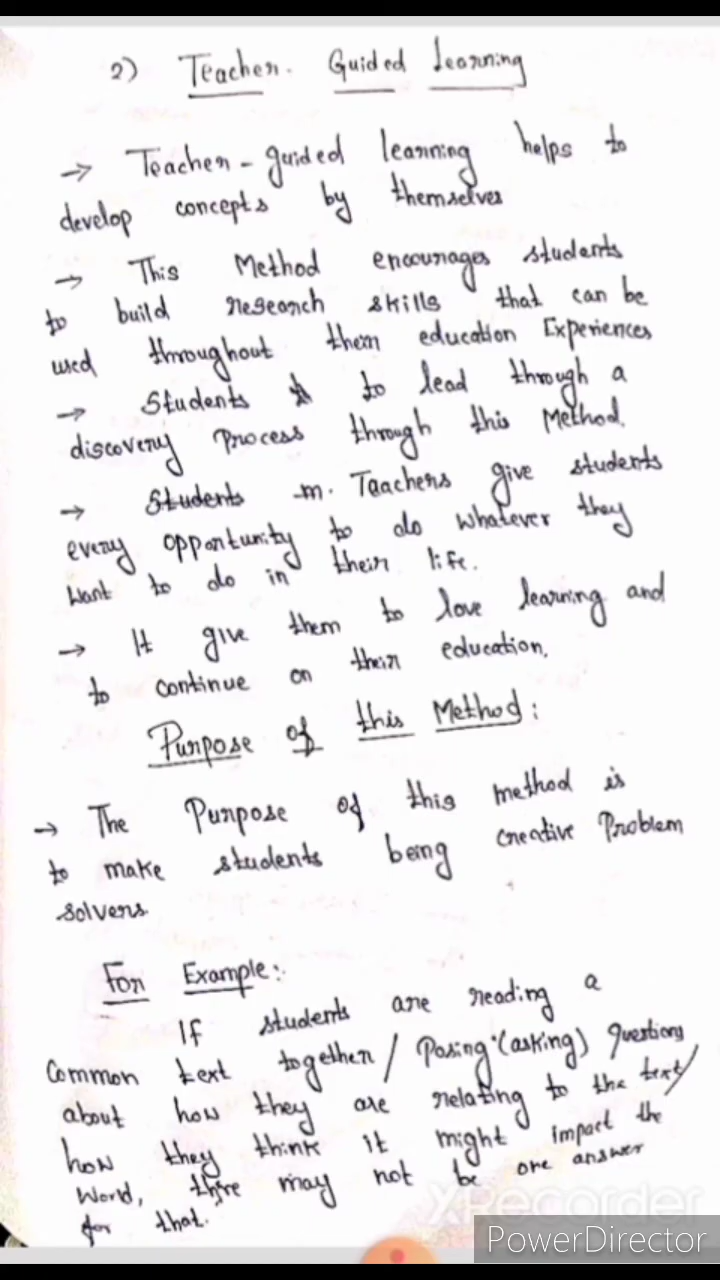 2) Teacher. Guided Learning
→ Teacher - guided learning helps to
develop concepts by themselves
→ This Method encourages students
to build research skills that can be
used throughout their education Experiences
→ Students to lead through a
discovery Process through this Method.
→ Students m. Taachers give students
every opportunity to do whatever they
want to do in their life.
→ It give them to love learning and
to continue on their education.
Purpose of this Method:
→ The Purpose of this method is
to make students being creative Problem
solvers
For Example:
If students are reading a
Common text together / Posing (asking) questions
about how they are relating to the text/
how they think it might impact the
world, there may not be one answer
for that.
XRecorder
PowerDirector